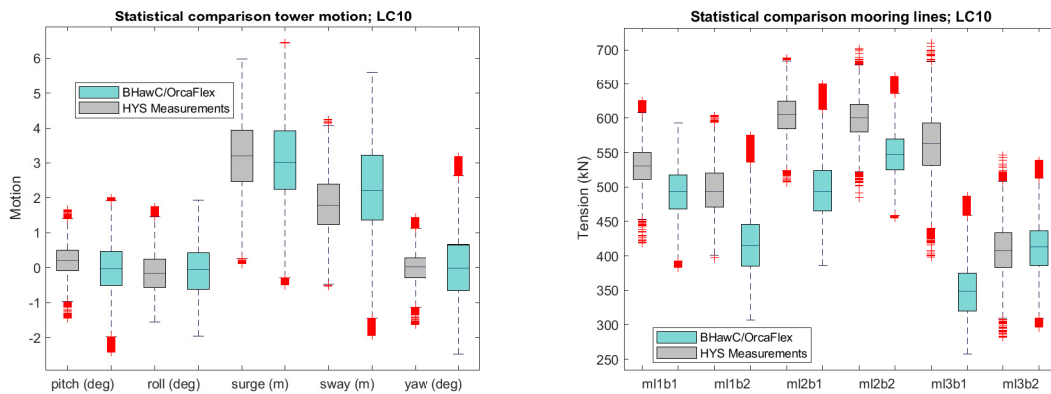 Statistical comparison tower motion; LC10
6
5
4
3
2
1
0
-1
-2
Motion
BHawC/OrcaFlex
HYS Measurements
pitch (deg)
roll (deg)
surge (m)
sway (m)
yaw (deg)
Statistical comparison mooring lines; LC10
700
650
600
550
500
450
400
350
300
250
Tension (kN)
BHawC/OrcaFlex
HYS Measurements
ml1b1
ml1b2
ml2b1
ml2b2
ml3b1
ml3b2